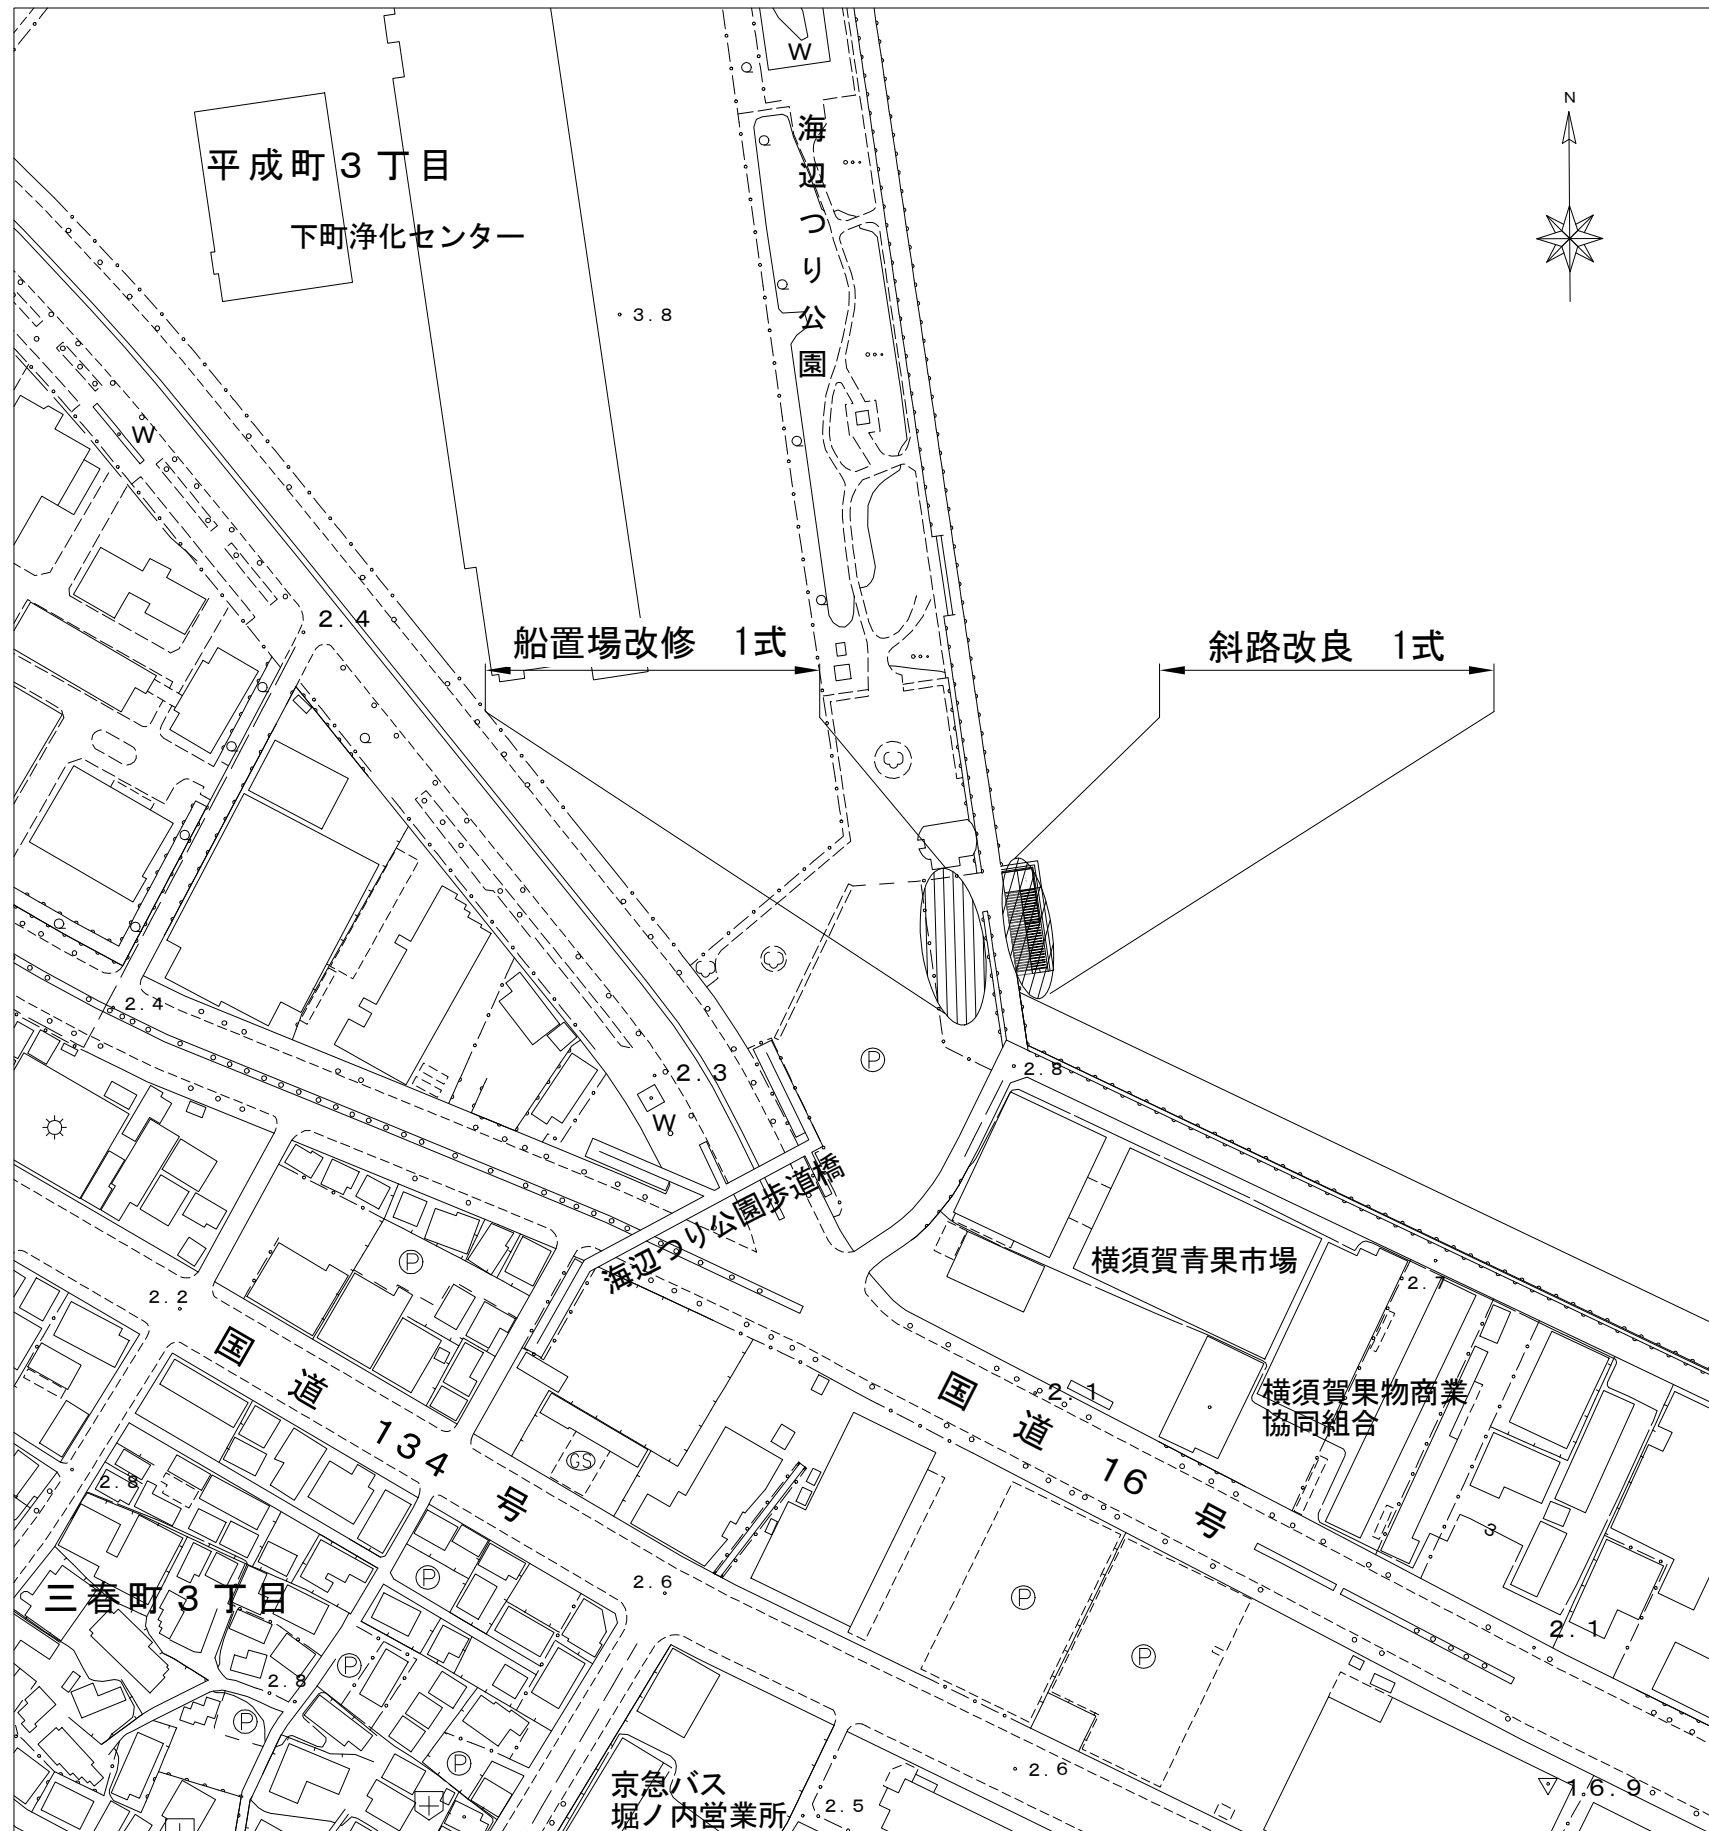 W
N
海辺つり公園
平成町3丁目
下町浄化センター
3.8
W
2.4
船置場改修　1式
斜路改良　1式
2.4
P
2.8
2.3
W
海辺つり公園歩道橋
横須賀青果市場
P
2.7
2.2
国道134号
国道16号
2.1
横須賀果物商業
協同組合
GS
2.8
3
P
2.6
三春町3丁目
P
2.1
P
P
2.8
P
P
2.6
京急バス
堀ノ内営業所
2.5
16.9